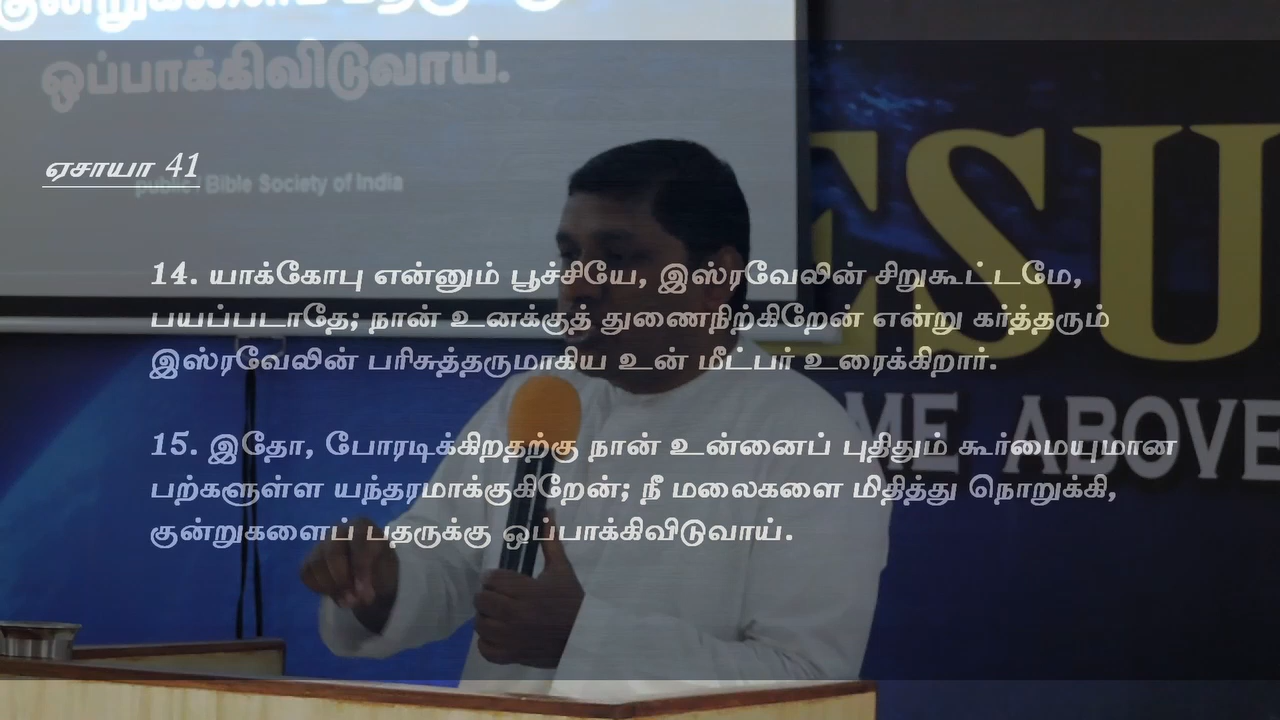 ஒப்பாக்கிவிடுவாய்.
ஏசாயா 41
public / Bible Society of India
14. யாக்கோபு என்னும் பூச்சியே, இஸ்ரவேலின் சிறுகூட்டமே,
பயப்படாதே; நான் உனக்குத் துணைநிற்கிறேன் என்று கர்த்தரும்
இஸ்ரவேலின் பரிசுத்தருமாகிய உன் மீட்பர் உரைக்கிறார்.
15. இதோ, போரடிக்கிறதற்கு நான் உன்னைப் புதிதும் கூர்மையுமான
பற்களுள்ள யந்தரமாக்குகிறேன்; நீ மலைகளை மிதித்து நொறுக்கி,
குன்றுகளைப் பதருக்கு ஒப்பாக்கிவிடுவாய்.
ESU
ME ABOVE